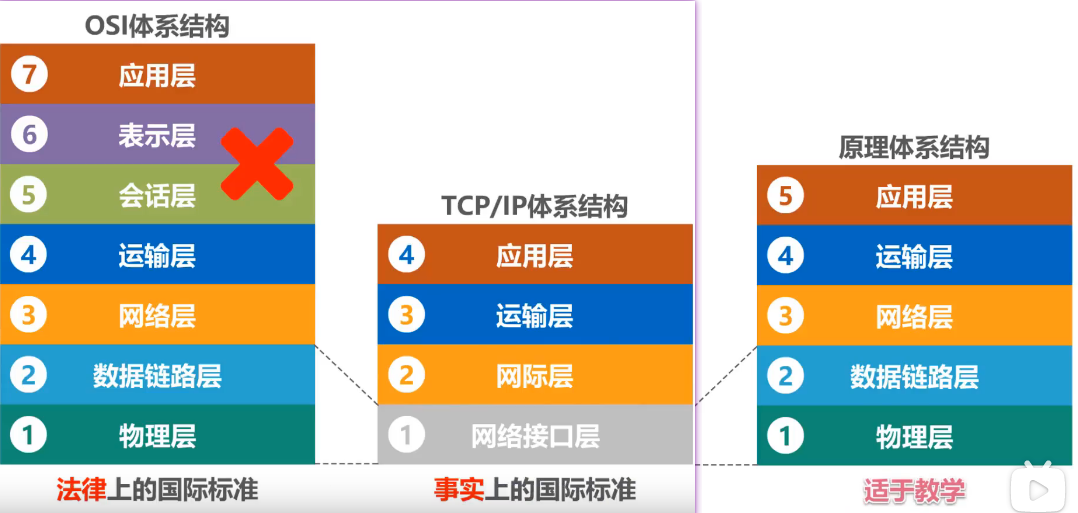 OSI体系结构
7 应用层
6 表示层
5 会话层
4 运输层
3 网络层
2 数据链路层
1 物理层
法律上的国际标准
TCP/IP体系结构
4 应用层
3 运输层
2 网际层
1 网络接口层
事实上的国际标准
原理体系结构
5 应用层
4 运输层
3 网络层
2 数据链路层
1 物理层
适于教学